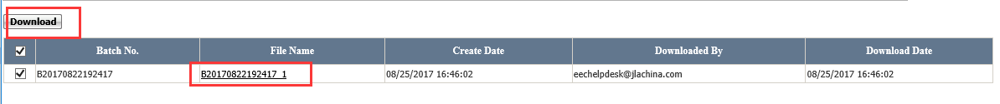 Download
Batch No. File Name Create Date Downloaded By Download Date
B20170822192417 B20170822192417_1 08/25/2017 16:46:02 eechelpdesk@jlachina.com 08/25/2017 16:46:02